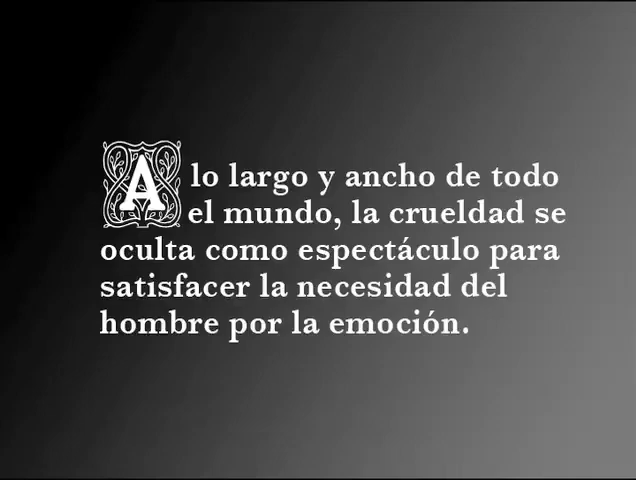 A lo largo y ancho de todo
el mundo, la crueldad se
oculta como espectáculo para
satisfacer la necesidad del
hombre por la emoción.